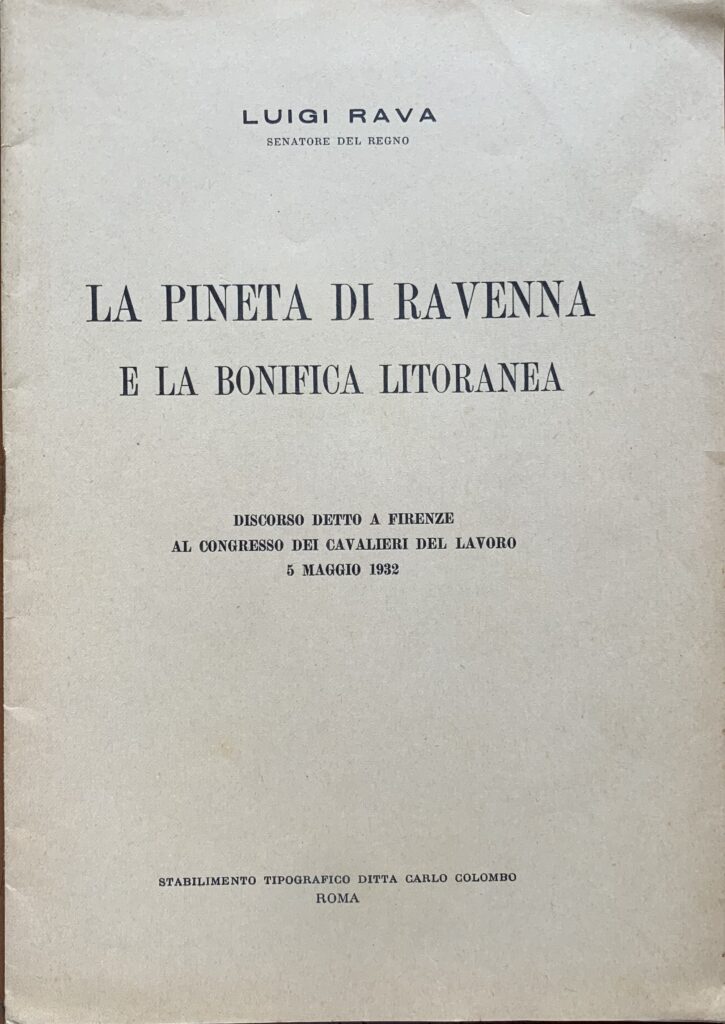 LUIGI RAVA
SENATORE DEL REGNO
LA PINETA DI RAVENNA
E LA BONIFICA LITORANEA
DISCORSO DETTO A FIRENZE
AL CONGRESSO DEI CAVALIERI DEL LAVORO
5 MAGGIO 1932
STABILIMENTO TIPOGRAFICO DITTA CARLO COLOMBO
ROMA